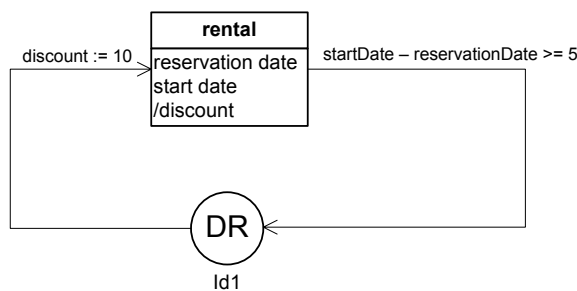 rental
discount := 10
startDate – reservationDate >= 5
reservation date
start date
/discount
DR
Id1